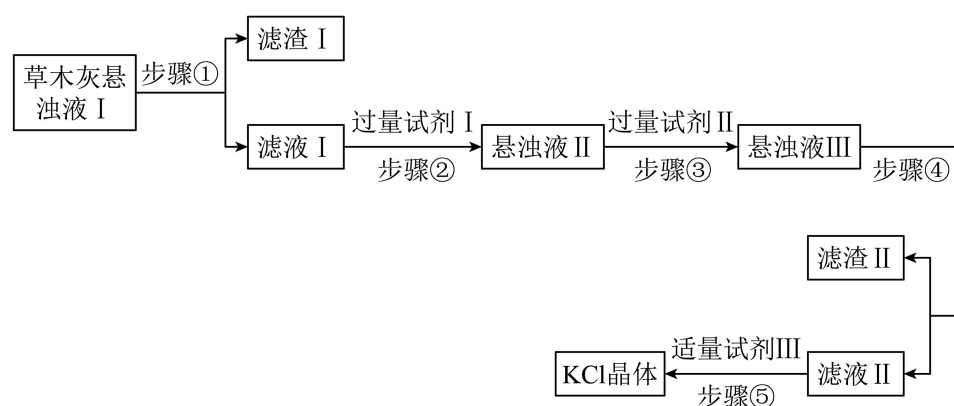 滤渣Ⅰ
草木灰悬
浊液Ⅰ
步骤①
滤液Ⅰ
过量试剂Ⅰ
步骤②
悬浊液Ⅱ
过量试剂Ⅱ
步骤③
悬浊液Ⅲ
步骤④
滤渣Ⅱ
KCl晶体
适量试剂Ⅲ
步骤⑤
滤液Ⅱ